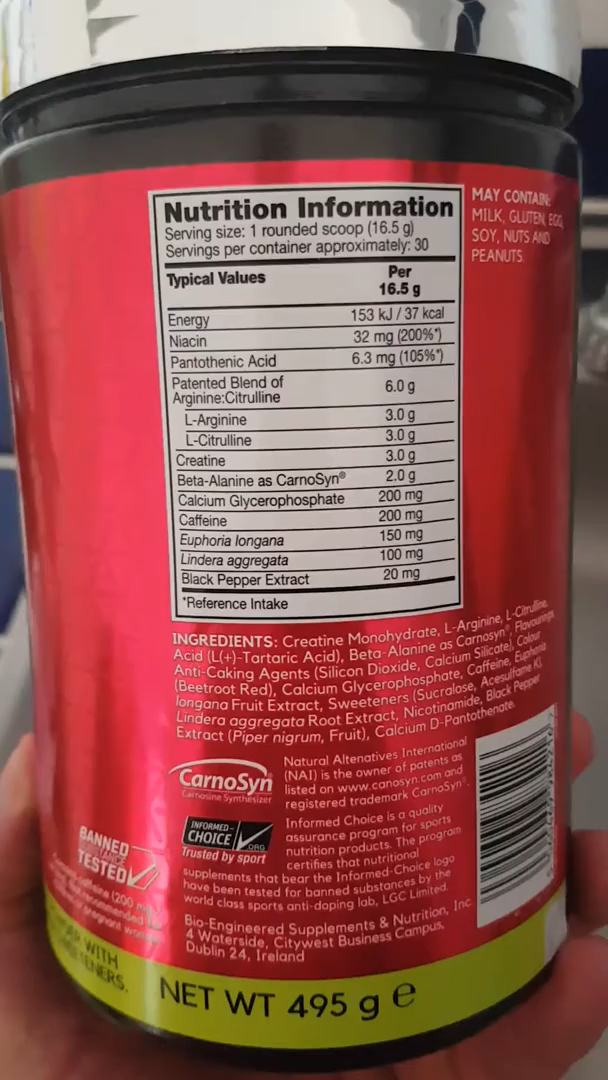 Nutrition Information
Serving size: 1 rounded scoop (16.5 g)
Servings per container approximately: 30
Typical Values Per
16.5 g
Energy 153 kJ / 37 kcal
Niacin 32 mg (200%*)
Pantothenic Acid 6.3 mg (105%*)
Patented Blend of
Arginine:Citrulline 6.0 g
L-Arginine 3.0 g
L-Citrulline 3.0 g
Creatine 3.0 g
Beta-Alanine as CarnoSyn® 2.0 g
Calcium Glycerophosphate 200 mg
Caffeine 200 mg
Euphoria longana 150 mg
Lindera aggregata 100 mg
Black Pepper Extract 20 mg
*Reference Intake
MAY CONTAIN:
MILK, GLUTEN, EGG,
SOY, NUTS AND
PEANUTS.
INGREDIENTS: Creatine Monohydrate, L-Arginine, L-Citrulline,
Acid (L(+)-Tartaric Acid), Beta-Alanine as Carnosyn®, Flavourings,
Anti-Caking Agents (Silicon Dioxide, Calcium Silicate), Colour
(Beetroot Red), Calcium Glycerophosphate, Caffeine, Euphoria
longana Fruit Extract, Sweeteners (Sucralose, Acesulfame K),
Lindera aggregata Root Extract, Nicotinamide, Black Pepper
Extract (Piper nigrum, Fruit), Calcium D-Pantothenate.
CarnoSyn®
Carnosine Synthesizer
Natural Altenatives International
(NAI) is the owner of patents as
listed on www.canosyn.com and
registered trademark CarnoSyn®.
INFORMED-
CHOICE
.ORG
Trusted by sport
Informed Choice is a quality
assurance program for sports
nutrition products. The program
certifies that nutritional
supplements that bear the Informed-Choice logo
have been tested for banned substances by the
world class sports anti-doping lab, LGC Limited.
Bio-Engineered Supplements & Nutrition, Inc
4 Waterside, Citywest Business Campus,
Dublin 24, Ireland
BANNED
TESTED
caffeine (200 m
recommended
pregnant wom
WITH
NET WT 495 g e